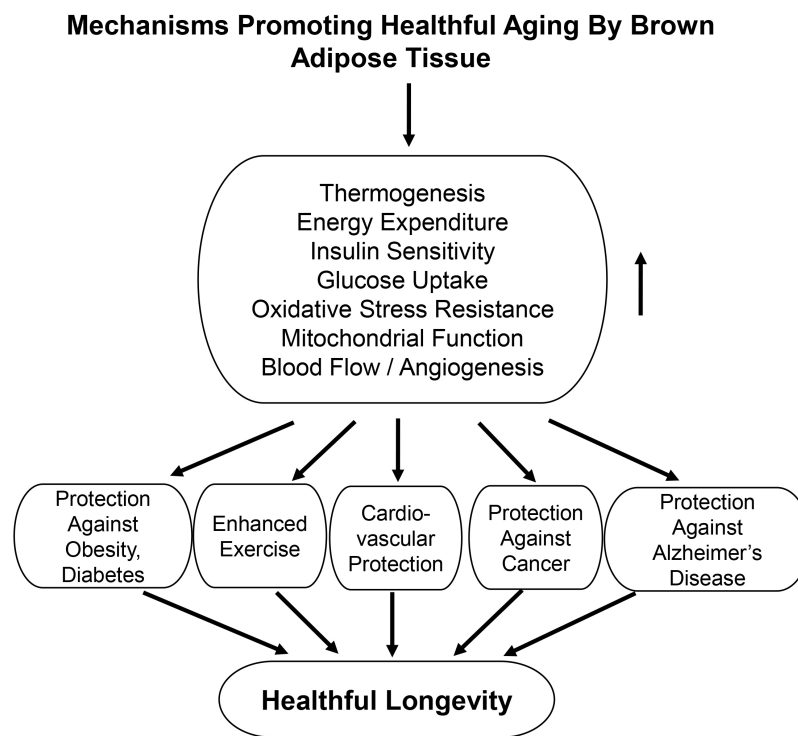 Mechanisms Promoting Healthful Aging By Brown
Adipose Tissue
Thermogenesis
Energy Expenditure
Insulin Sensitivity
Glucose Uptake
Oxidative Stress Resistance
Mitochondrial Function
Blood Flow / Angiogenesis
Protection
Against
Obesity,
Diabetes
Enhanced
Exercise
Cardio-
vascular
Protection
Protection
Against
Cancer
Protection
Against
Alzheimer’s
Disease
Healthful Longevity